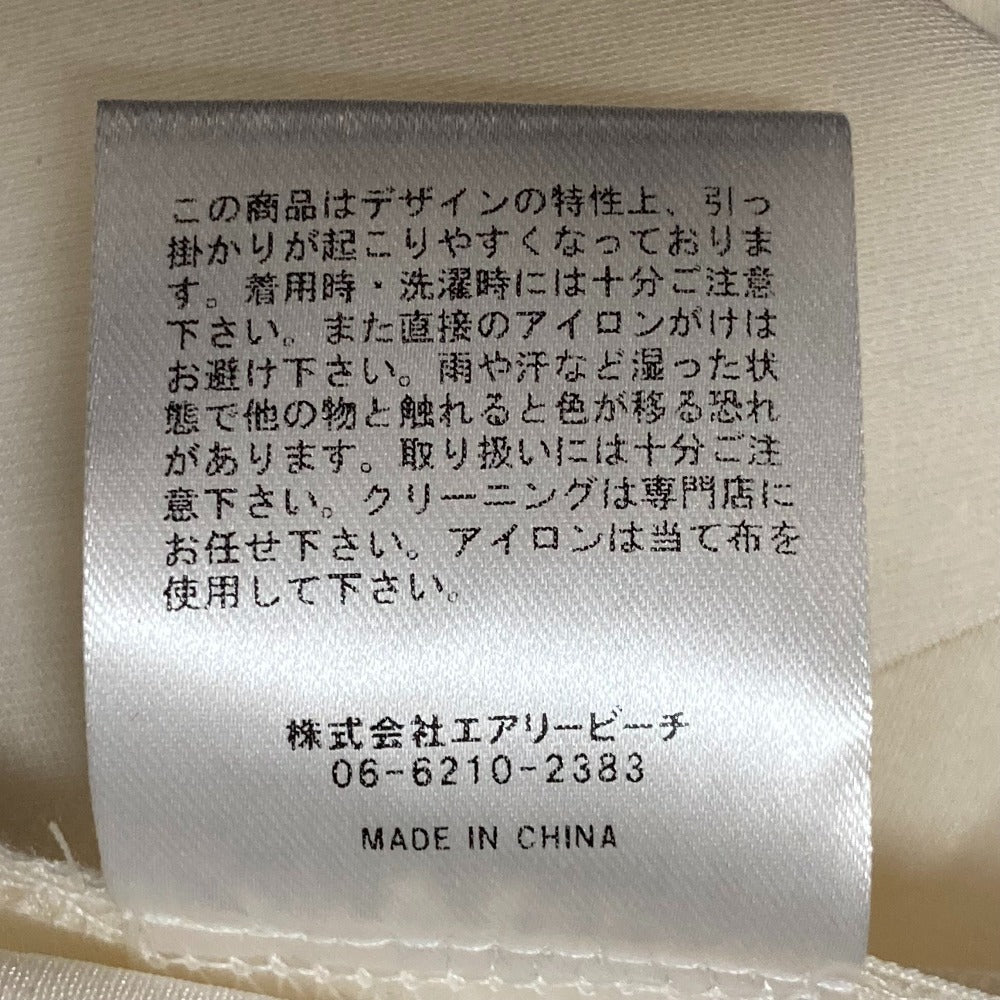 この商品はデザインの特性上、引っ
掛かりが起こりやすくなっておりま
す。着用時・洗濯時には十分ご注意
下さい。また直接のアイロンがけは
お避け下さい。雨や汗など湿った状
態で他の物と触れると色が移る恐れ
があります。取り扱いには十分ご注
意下さい。クリーニングは専門店に
お任せ下さい。アイロンは当て布を
使用して下さい。
株式会社エアリービーチ
06-6210-2383
MADE IN CHINA